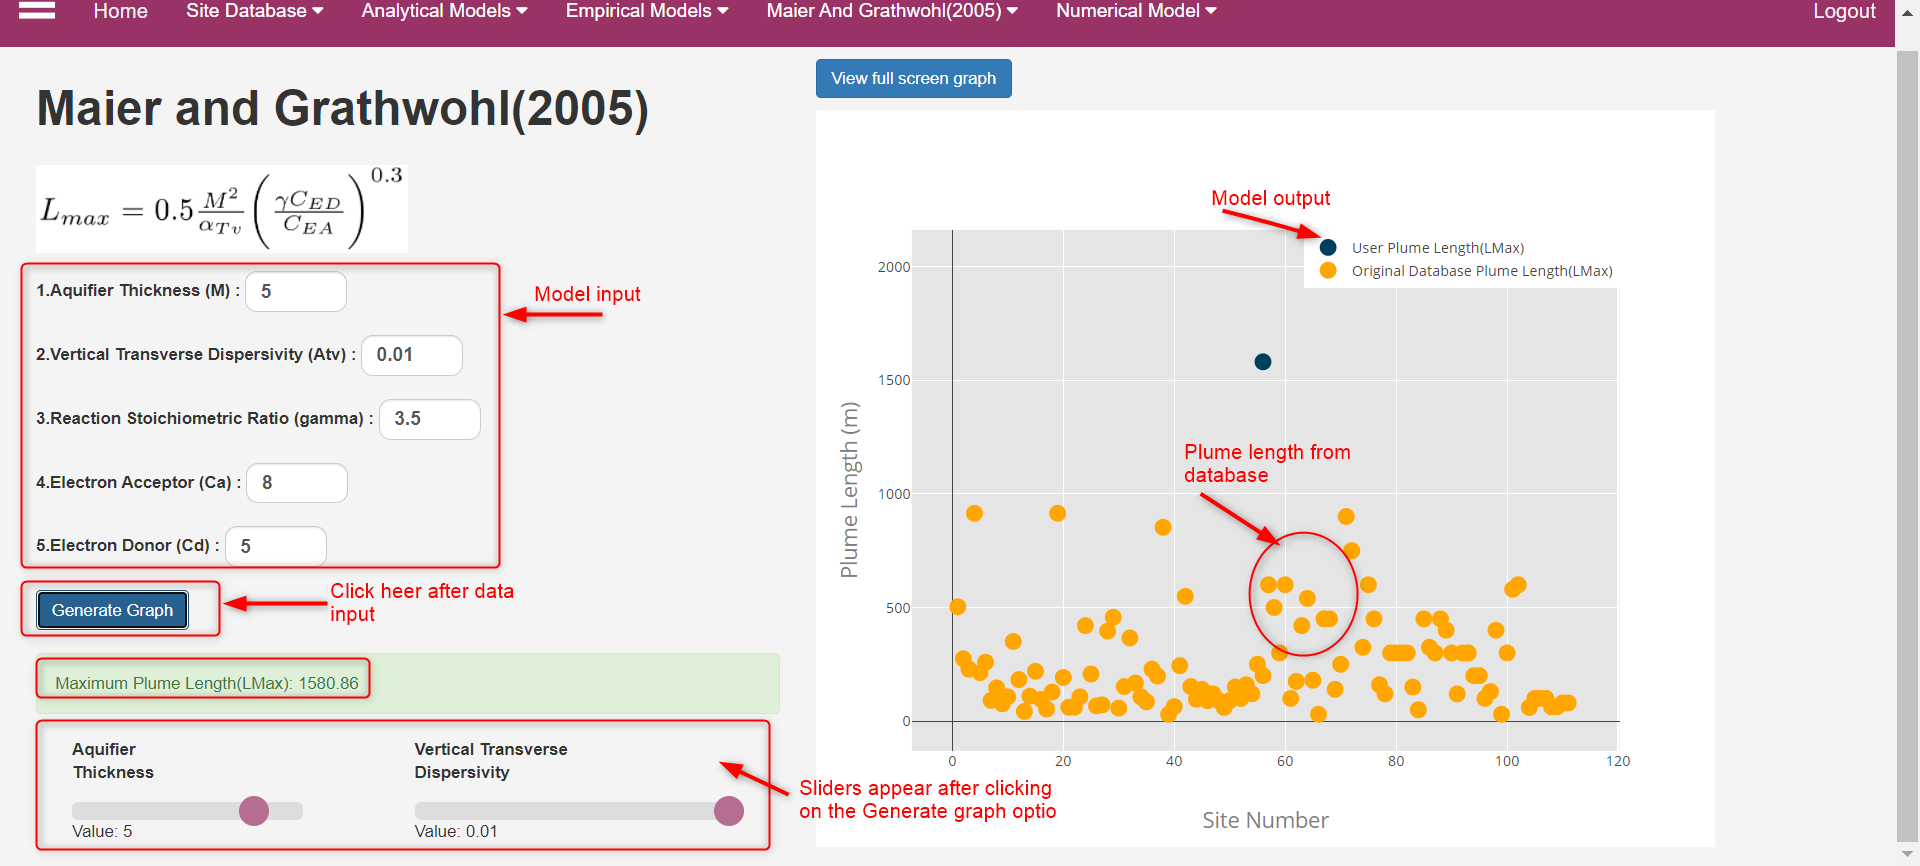 Home Site Database Analytical Models Empirical Models Maier And Grathwohl(2005) Numerical Model Logout
View full screen graph
Maier and Grathwohl(2005)
L_{max} = 0.5 \frac{M^2}{\alpha_{Tv}} \left( \frac{\gamma C_{ED}}{C_{EA}} \right)^{0.3}
1.Aquifier Thickness (M) : 5
Model input
2.Vertical Transverse Dispersivity (Atv) : 0.01
3.Reaction Stoichiometric Ratio (gamma) : 3.5
4.Electron Acceptor (Ca) : 8
5.Electron Donor (Cd) : 5
Generate Graph
Click heer after data
input
Maximum Plume Length(LMax): 1580.86
Aquifier
Thickness
Value: 5
Vertical Transverse
Dispersivity
Value: 0.01
Sliders appear after clicking
on the Generate graph optio
Model output
User Plume Length(LMax)
Original Database Plume Length(LMax)
Plume length from
database
Plume Length (m)
2000
1500
1000
500
0
0 20 40 60 80 100 120
Site Number